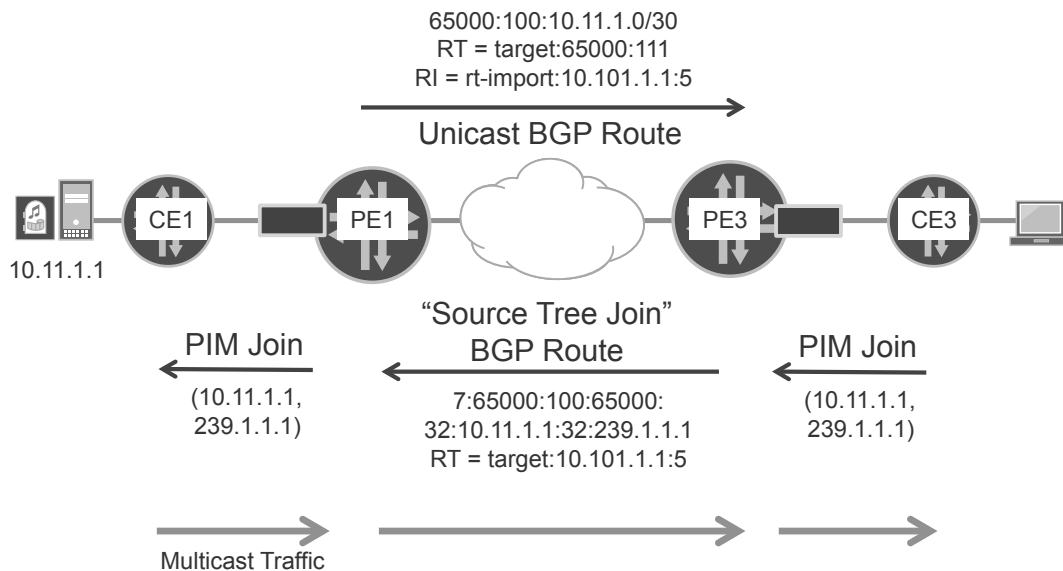 65000:100:10.11.1.0/30
RT = target:65000:111
RI = rt-import:10.101.1.1:5
Unicast BGP Route
CE1
PE1
PE3
CE3
10.11.1.1
“Source Tree Join”
BGP Route
PIM Join
PIM Join
(10.11.1.1,
239.1.1.1)
7:65000:100:65000:
32:10.11.1.1:32:239.1.1.1
RT = target:10.101.1.1:5
(10.11.1.1,
239.1.1.1)
Multicast Traffic